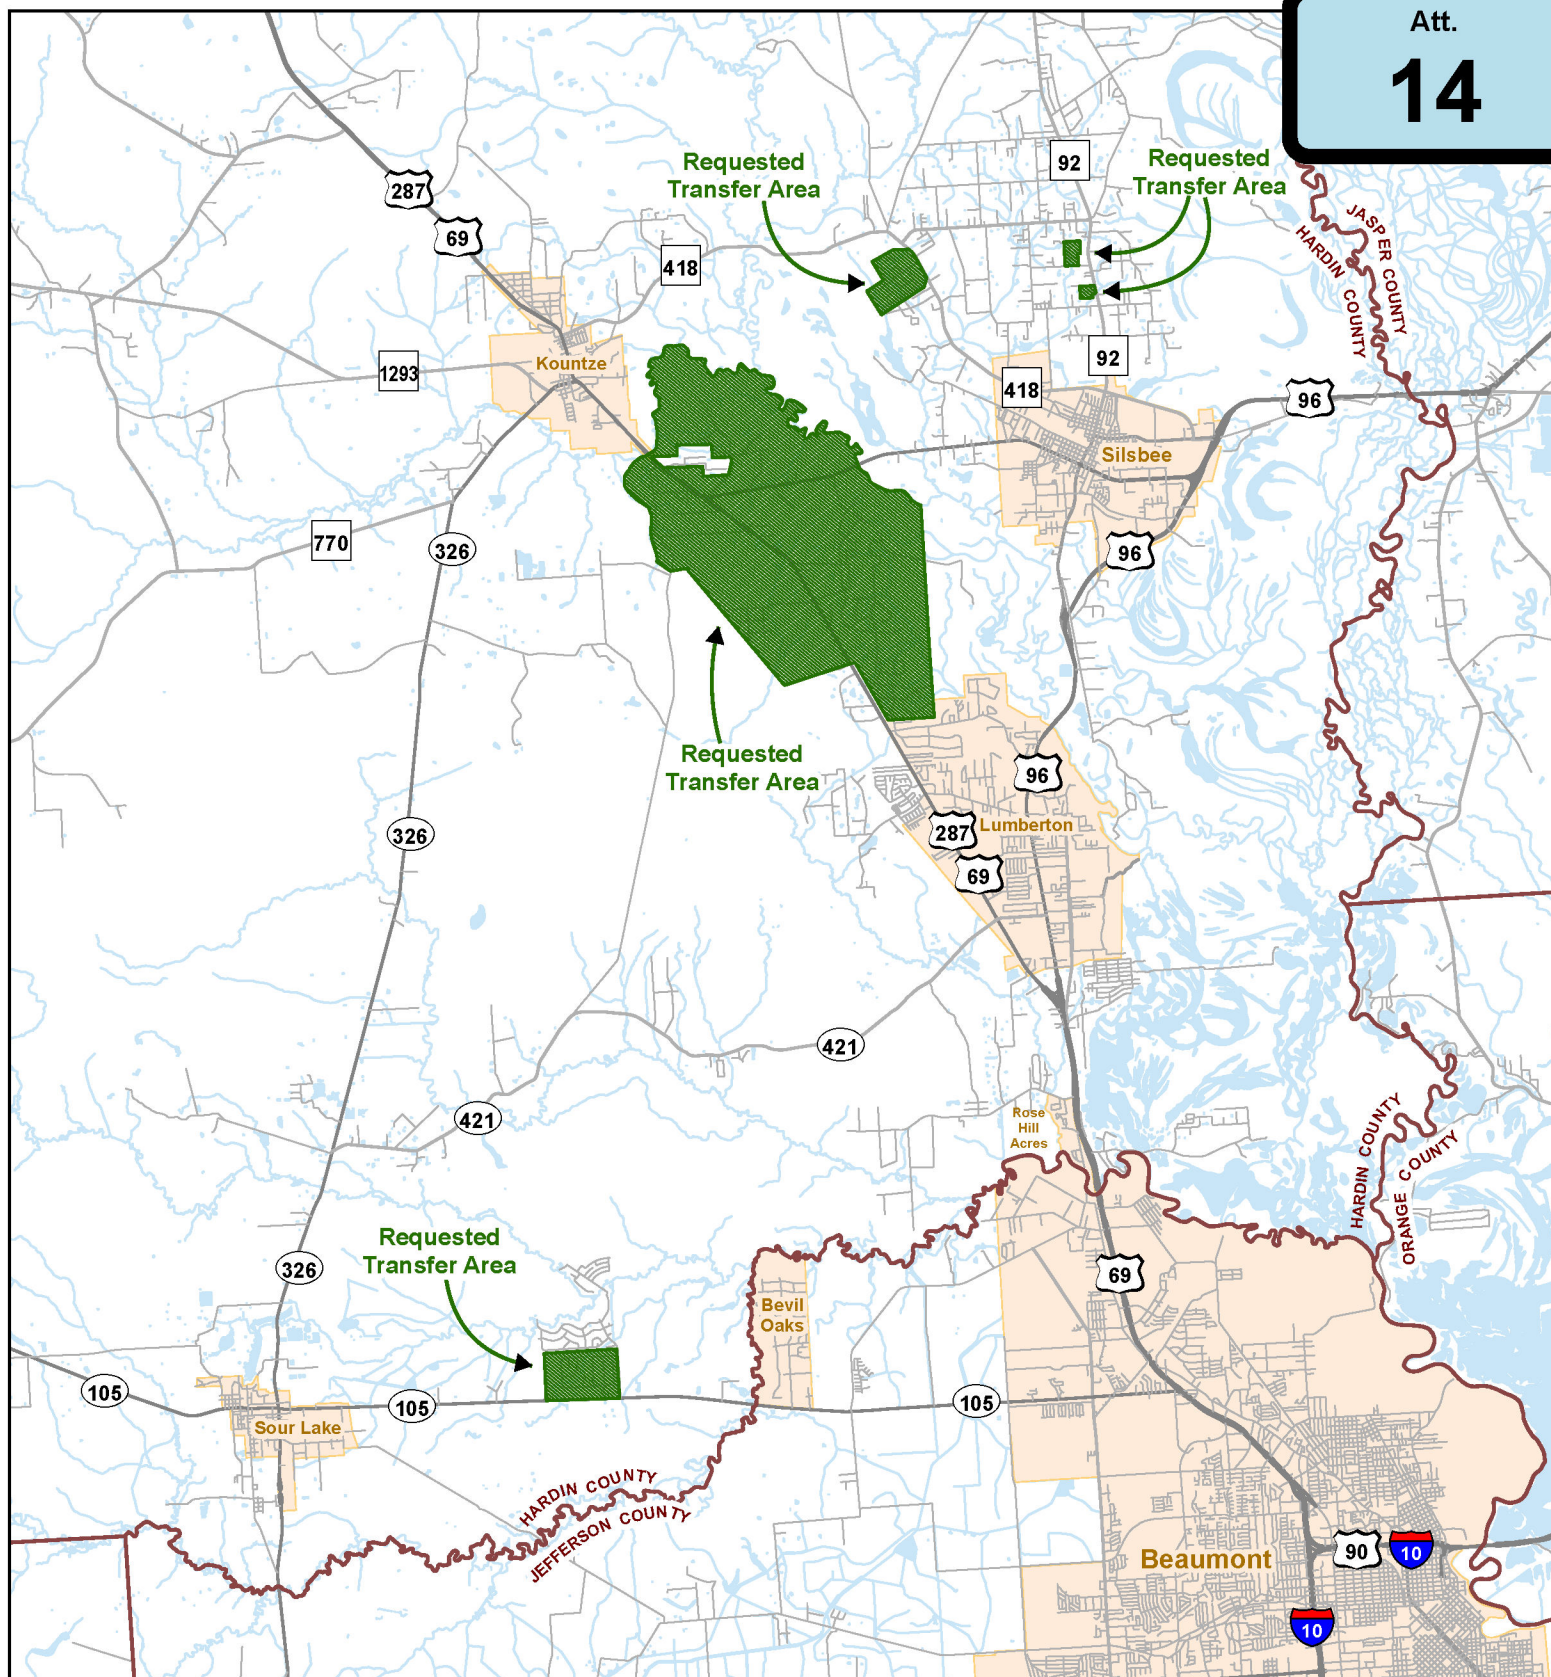 Att.
14
Requested
Transfer Area
92
Requested
Transfer Area
287
69
418
JASPER COUNTY
HARDIN COUNTY
Kountze
1293
92
418
96
Silsbee
770
326
96
Requested
Transfer Area
96
287
Lumberton
69
326
421
421
Rose
Hill
Acres
HARDIN COUNTY
ORANGE COUNTY
Requested
Transfer Area
326
69
Bevil
Oaks
105
105
105
Sour Lake
HARDIN COUNTY
JEFFERSON COUNTY
Beaumont
90
10
10